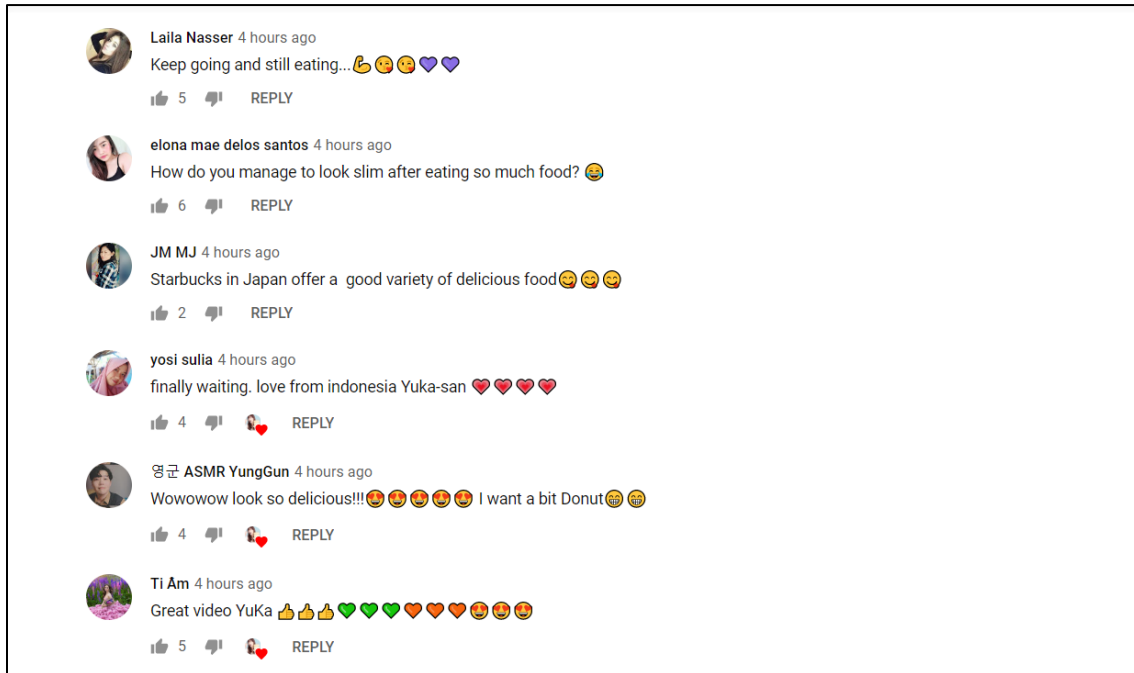 Laila Nasser 4 hours ago
Keep going and still eating...💪😘😘💜💜
5 REPLY
elona mae delos santos 4 hours ago
How do you manage to look slim after eating so much food? 😂
6 REPLY
JM MJ 4 hours ago
Starbucks in Japan offer a  good variety of delicious food😋😋😋
2 REPLY
yosi sulia 4 hours ago
finally waiting. love from indonesia Yuka-san 💗💗💗💗
4 REPLY
영군 ASMR YungGun 4 hours ago
Wowowow look so delicious!!!😍😍😍😍😍 I want a bit Donut😁😁
4 REPLY
Ti Âm 4 hours ago
Great video YuKa 👍👍👍💚💚💚🧡🧡🧡😍😍😍
5 REPLY